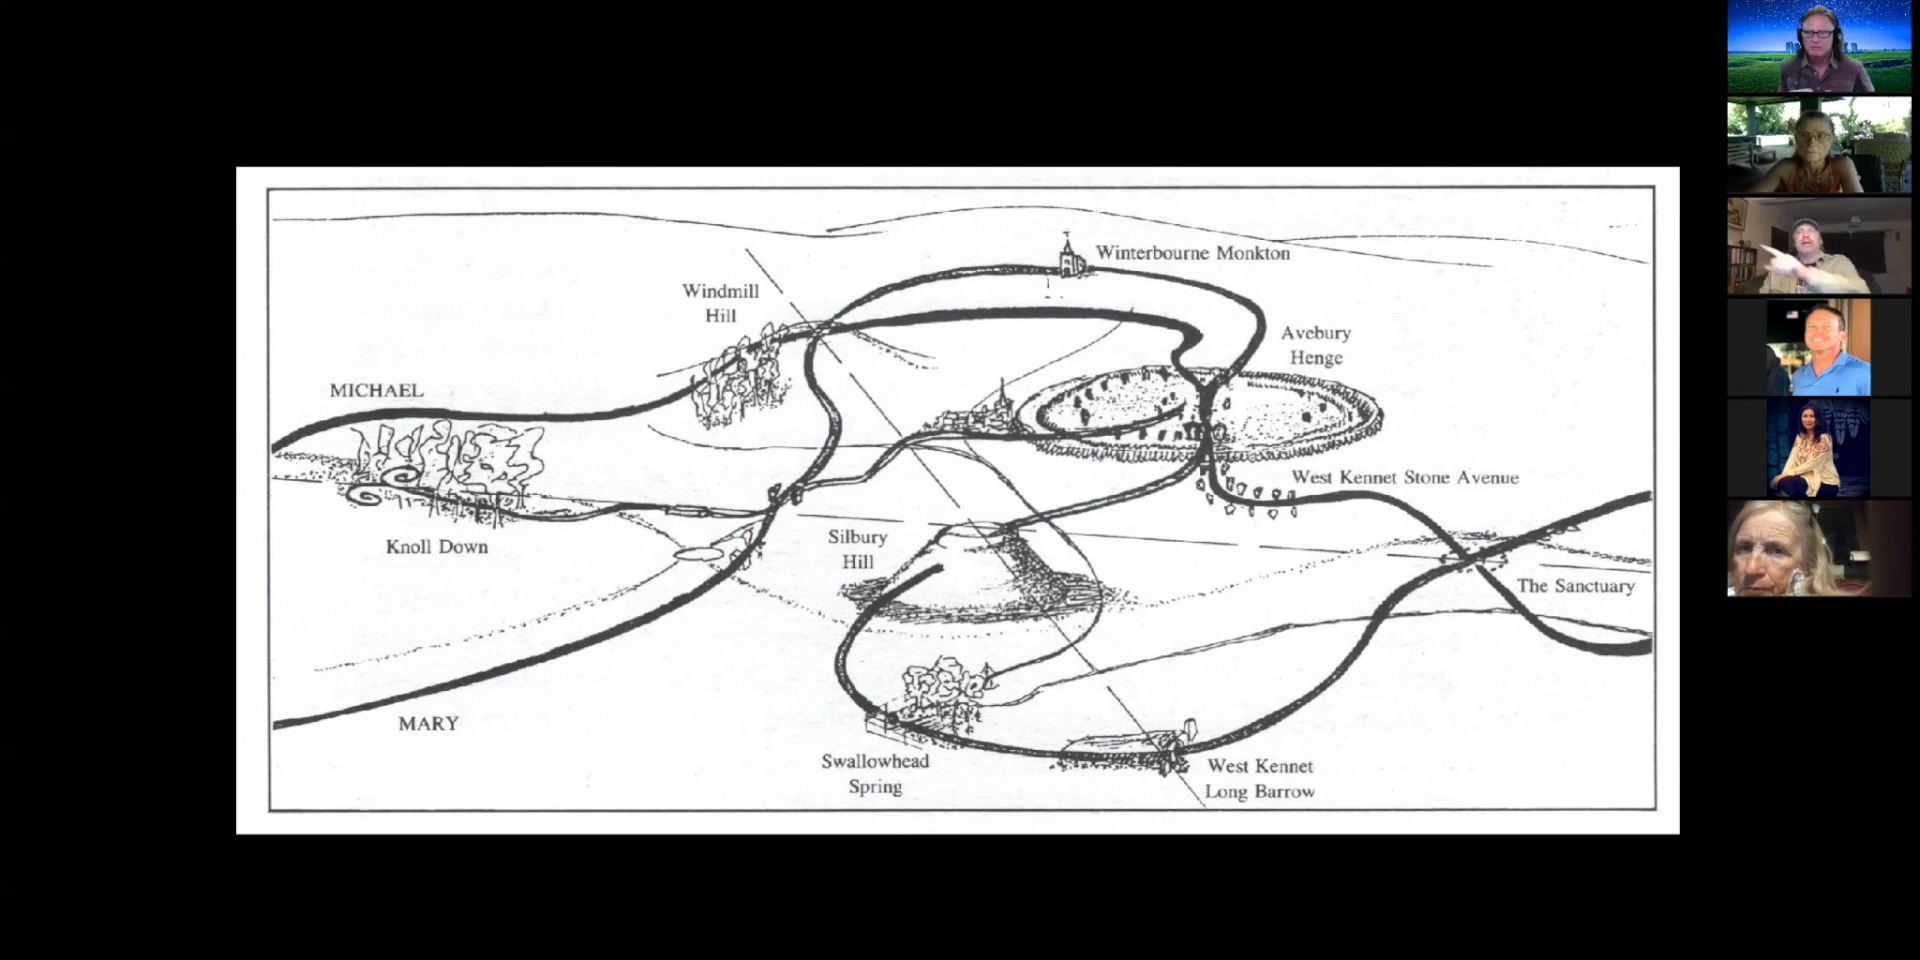 Winterbourne Monkton
Windmill
Hill
Avebury
Henge
MICHAEL
West Kennet Stone Avenue
Knoll Down
Silbury
Hill
The Sanctuary
MARY
Swallowhead
Spring
West Kennet
Long Barrow